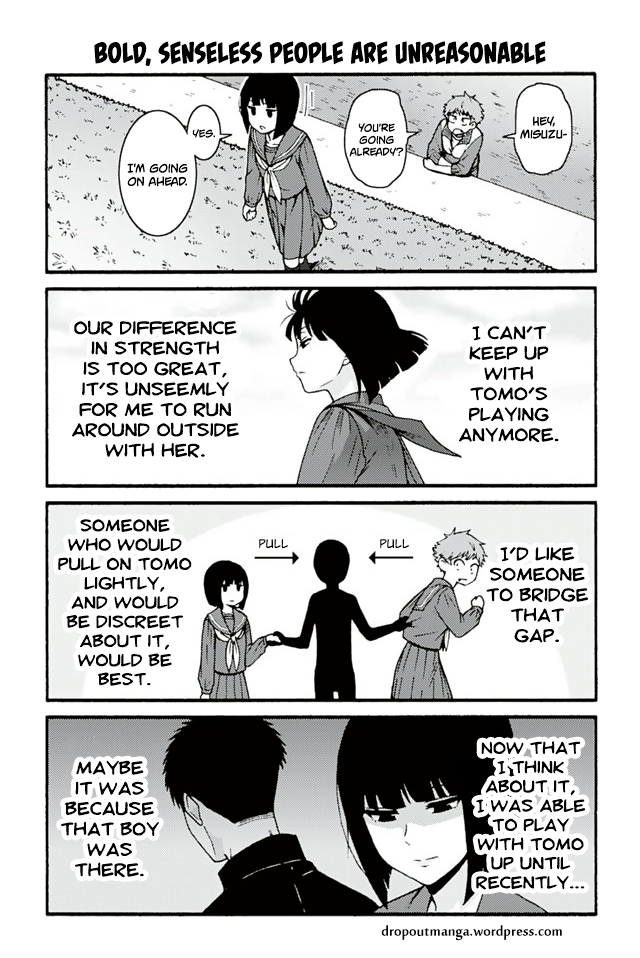 BOLD, SENSELESS PEOPLE ARE UNREASONABLE
HEY,
MISUZU-
YOU'RE
GOING
ALREADY?
YES.
I'M GOING
ON AHEAD.
I CAN'T
KEEP UP
WITH
TOMO'S
PLAYING
ANYMORE.
OUR DIFFERENCE
IN STRENGTH
IS TOO GREAT,
IT'S UNSEEMLY
FOR ME TO RUN
AROUND OUTSIDE
WITH HER.
I'D LIKE
SOMEONE
TO BRIDGE
THAT
GAP.
PULL
PULL
SOMEONE
WHO WOULD
PULL ON TOMO
LIGHTLY,
AND WOULD
BE DISCREET
ABOUT IT,
WOULD BE
BEST.
NOW THAT
I THINK
ABOUT IT,
I WAS ABLE
TO PLAY
WITH TOMO
UP UNTIL
RECENTLY...
MAYBE
IT WAS
BECAUSE
THAT BOY
WAS
THERE.
dropoutmanga.wordpress.com